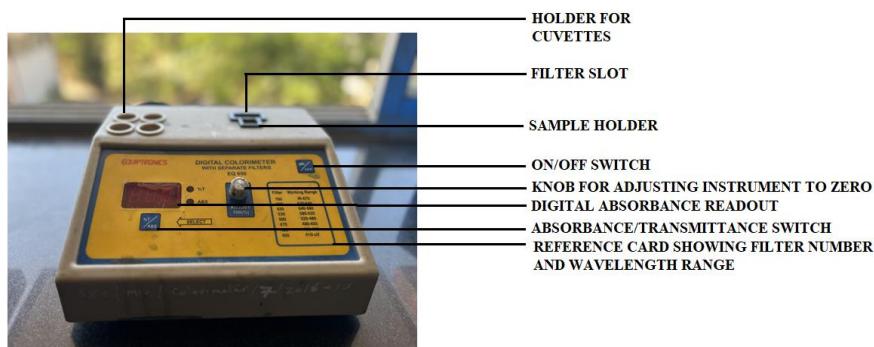 HOLDER FOR
CUVETTES
FILTER SLOT
SAMPLE HOLDER
ON/OFF SWITCH
KNOB FOR ADJUSTING INSTRUMENT TO ZERO
DIGITAL ABSORBANCE READOUT
ABSORBANCE/TRANSMITTANCE SWITCH
REFERENCE CARD SHOWING FILTER NUMBER
AND WAVELENGTH RANGE
EQUIPTRONICS
DIGITAL COLORIMETER
WITH SEPARATE FILTERS
EQ 650
%T
ABS
SELECT
Filter Working Range